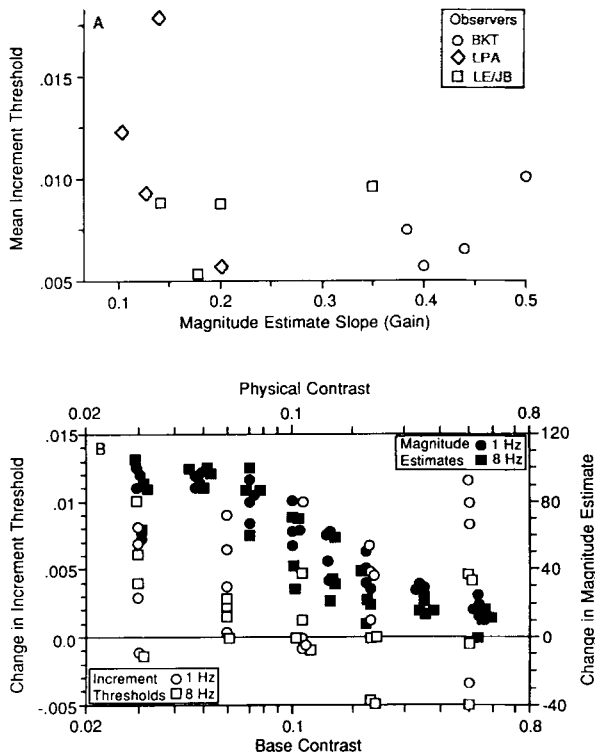 A
Observers
BKT
LPA
LE/JB
Mean Increment Threshold
.015
.010
.005
0.1
0.2
0.3
0.4
0.5
Magnitude Estimate Slope (Gain)
Physical Contrast
0.02
0.1
0.8
B
Magnitude
Estimates
1 Hz
8 Hz
.015
.01
.005
0.0
-.005
Change in Increment Threshold
120
80
40
0
-40
Change in Magnitude Estimate
Increment
Thresholds
1 Hz
8 Hz
0.02
0.1
0.8
Base Contrast